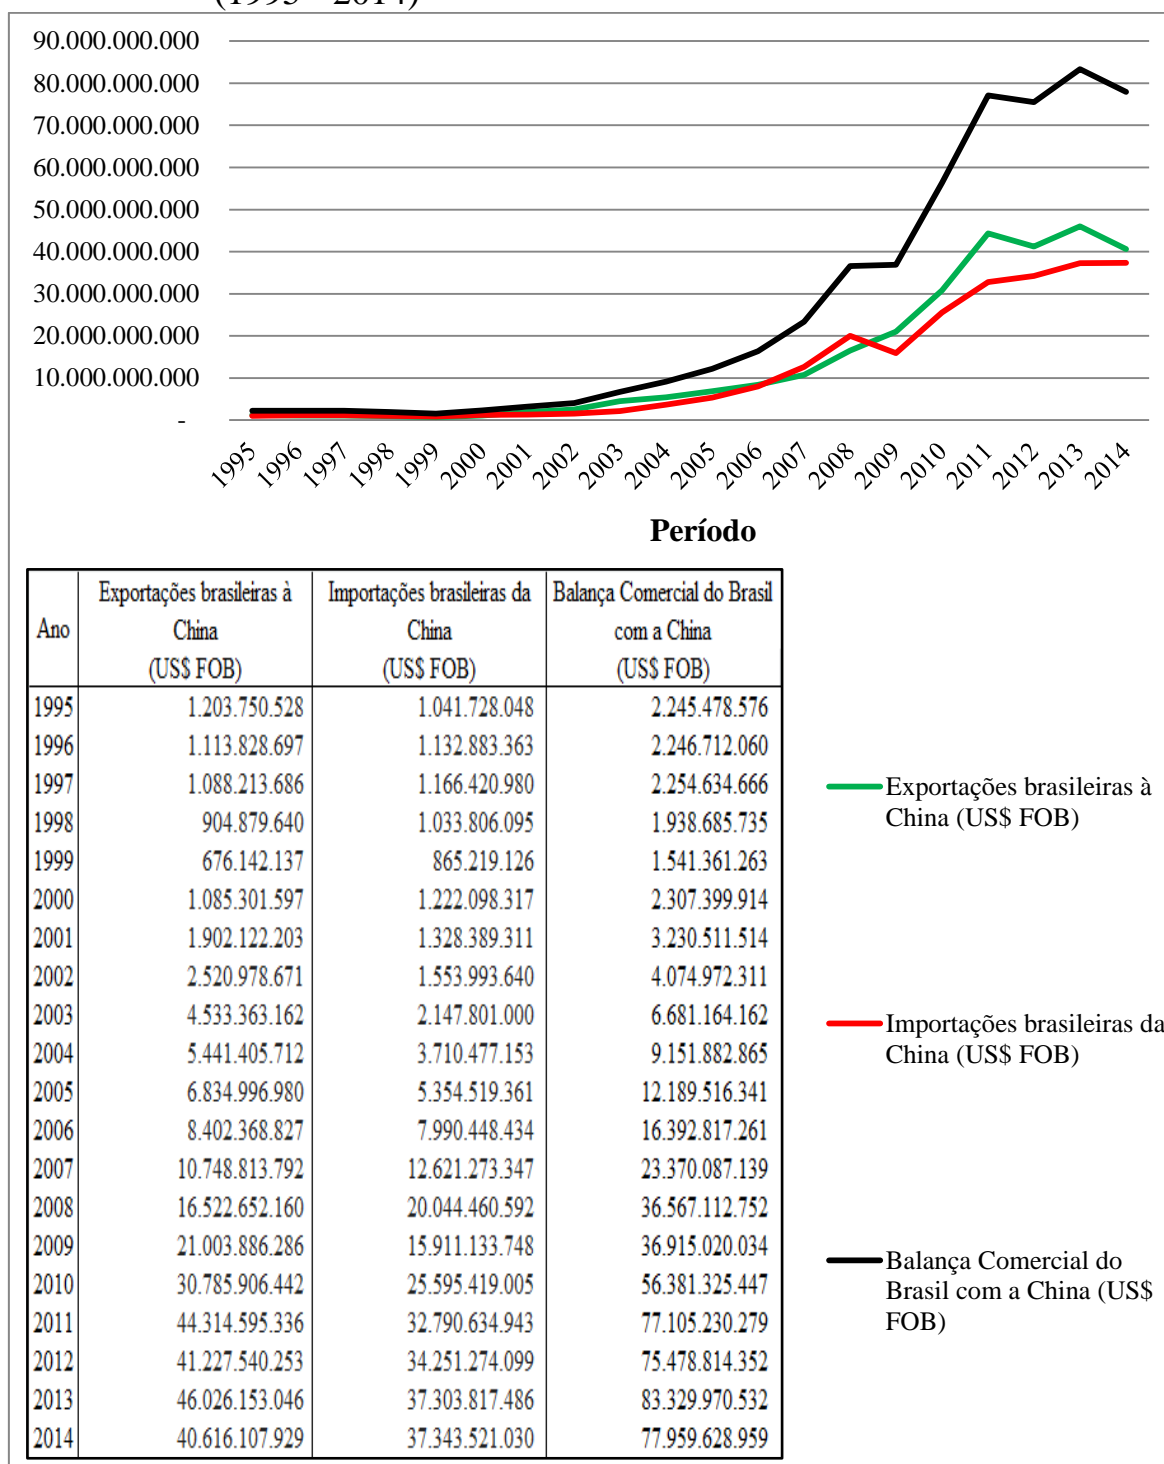 (1995 - 2014)
90.000.000.000
80.000.000.000
70.000.000.000
60.000.000.000
50.000.000.000
40.000.000.000
30.000.000.000
20.000.000.000
10.000.000.000
-
1995 1996 1997 1998 1999 2000 2001 2002 2003 2004 2005 2006 2007 2008 2009 2010 2011 2012 2013 2014
Período
Ano | Exportações brasileiras à China (US$ FOB) | Importações brasileiras da China (US$ FOB) | Balança Comercial do Brasil com a China (US$ FOB)
1995 1.203.750.528 1.041.728.048 2.245.478.576
1996 1.113.828.697 1.132.883.363 2.246.712.060
1997 1.088.213.686 1.166.420.980 2.254.634.666
1998 904.879.640 1.033.806.095 1.938.685.735
1999 676.142.137 865.219.126 1.541.361.263
2000 1.085.301.597 1.222.098.317 2.307.399.914
2001 1.902.122.203 1.328.389.311 3.230.511.514
2002 2.520.978.671 1.553.993.640 4.074.972.311
2003 4.533.363.162 2.147.801.000 6.681.164.162
2004 5.441.405.712 3.710.477.153 9.151.882.865
2005 6.834.996.980 5.354.519.361 12.189.516.341
2006 8.402.368.827 7.990.448.434 16.392.817.261
2007 10.748.813.792 12.621.273.347 23.370.087.139
2008 16.522.652.160 20.044.460.592 36.567.112.752
2009 21.003.886.286 15.911.133.748 36.915.020.034
2010 30.785.906.442 25.595.419.005 56.381.325.447
2011 44.314.595.336 32.790.634.943 77.105.230.279
2012 41.227.540.253 34.251.274.099 75.478.814.352
2013 46.026.153.046 37.303.817.486 83.329.970.532
2014 40.616.107.929 37.343.521.030 77.959.628.959
Exportações brasileiras à
China (US$ FOB)
Importações brasileiras da
China (US$ FOB)
Balança Comercial do
Brasil com a China (US$
FOB)